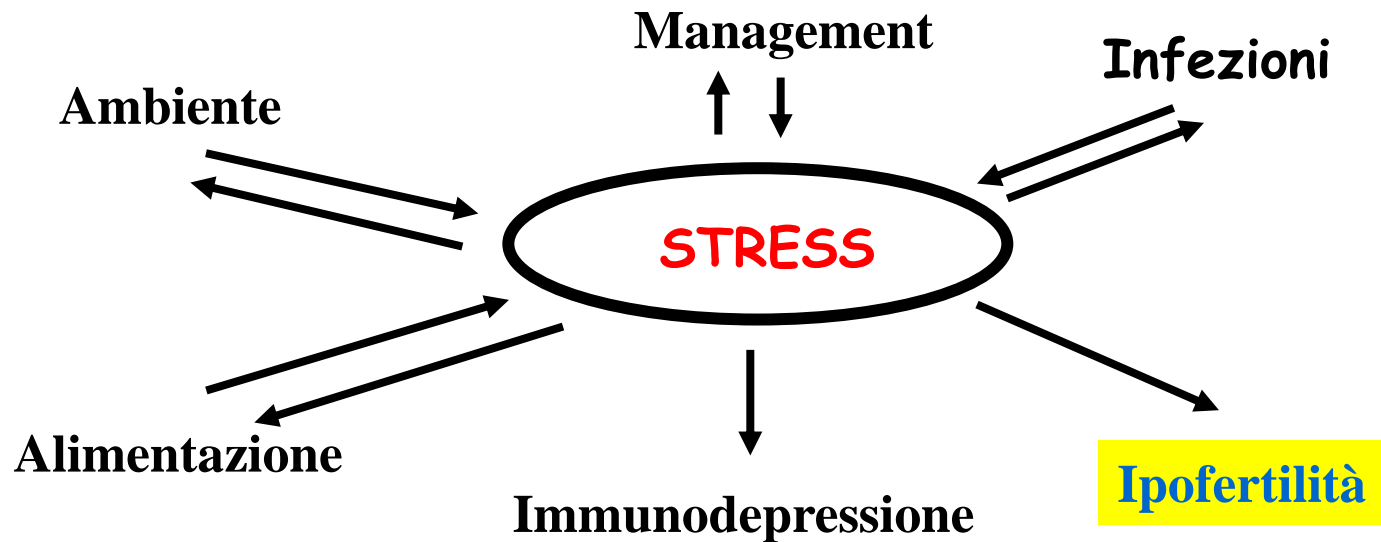 Management
Infezioni
Ambiente
STRESS
Alimentazione
Ipofertilità
Immunodepressione